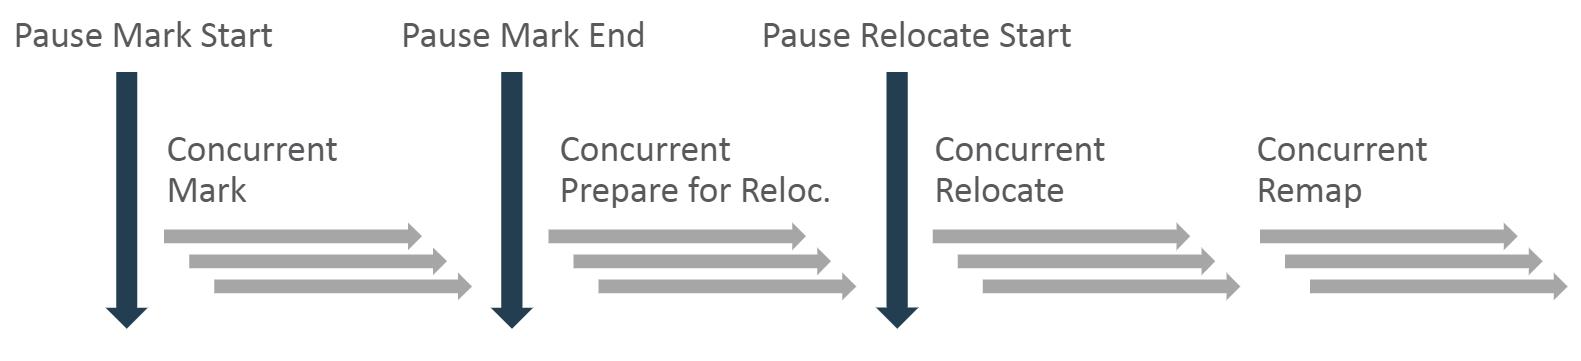 Pause Mark Start
Pause Mark End
Pause Relocate Start
Concurrent
Mark
Concurrent
Prepare for Reloc.
Concurrent
Relocate
Concurrent
Remap